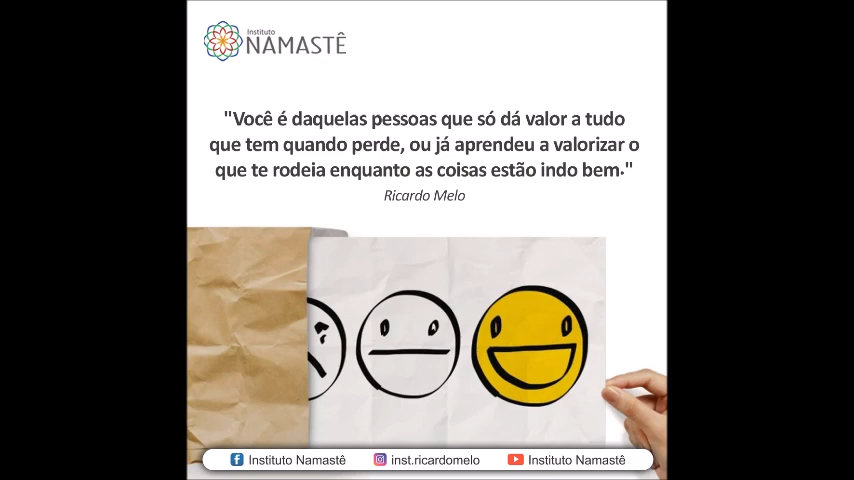 Instituto
NAMASTÊ
"Você é daquelas pessoas que só dá valor a tudo
que tem quando perde, ou já aprendeu a valorizar o
que te rodeia enquanto as coisas estão indo bem."
Ricardo Melo
Instituto Namastê inst.ricardomelo Instituto Namastê